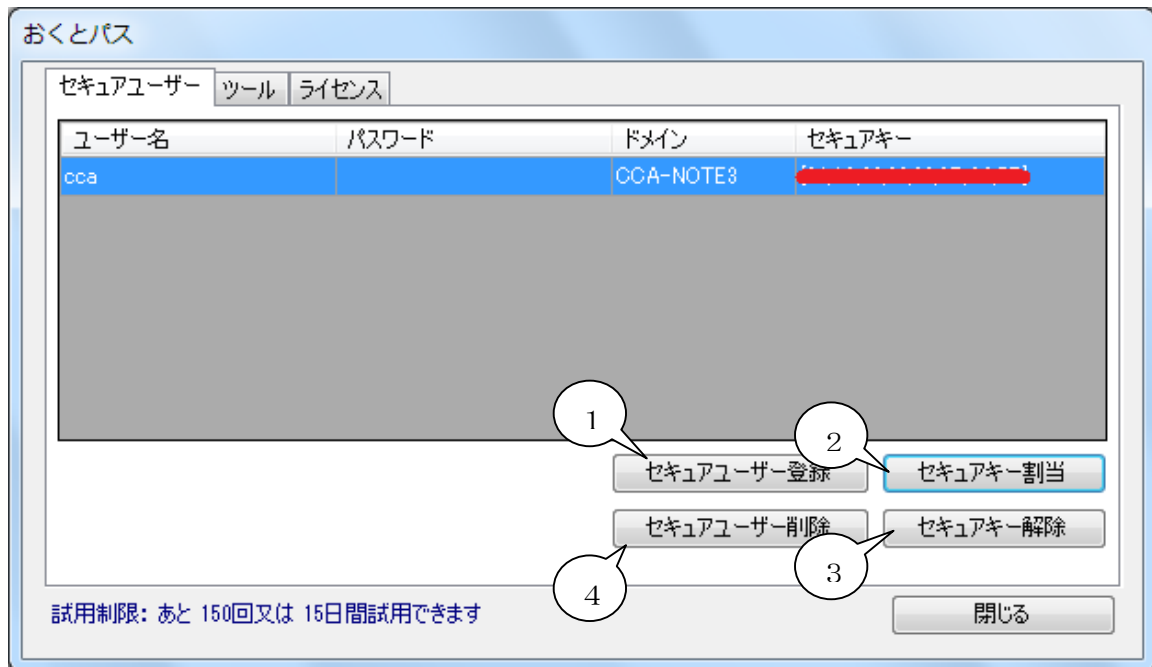 おくとパス
セキュアユーザー ツール ライセンス
ユーザー名 パスワード ドメイン セキュアキー
cca CCA-NOTE3
1 2
セキュアユーザー登録 セキュアキー割当
セキュアユーザー削除 セキュアキー解除
4 3
試用制限: あと 150回又は 15日間試用できます 閉じる